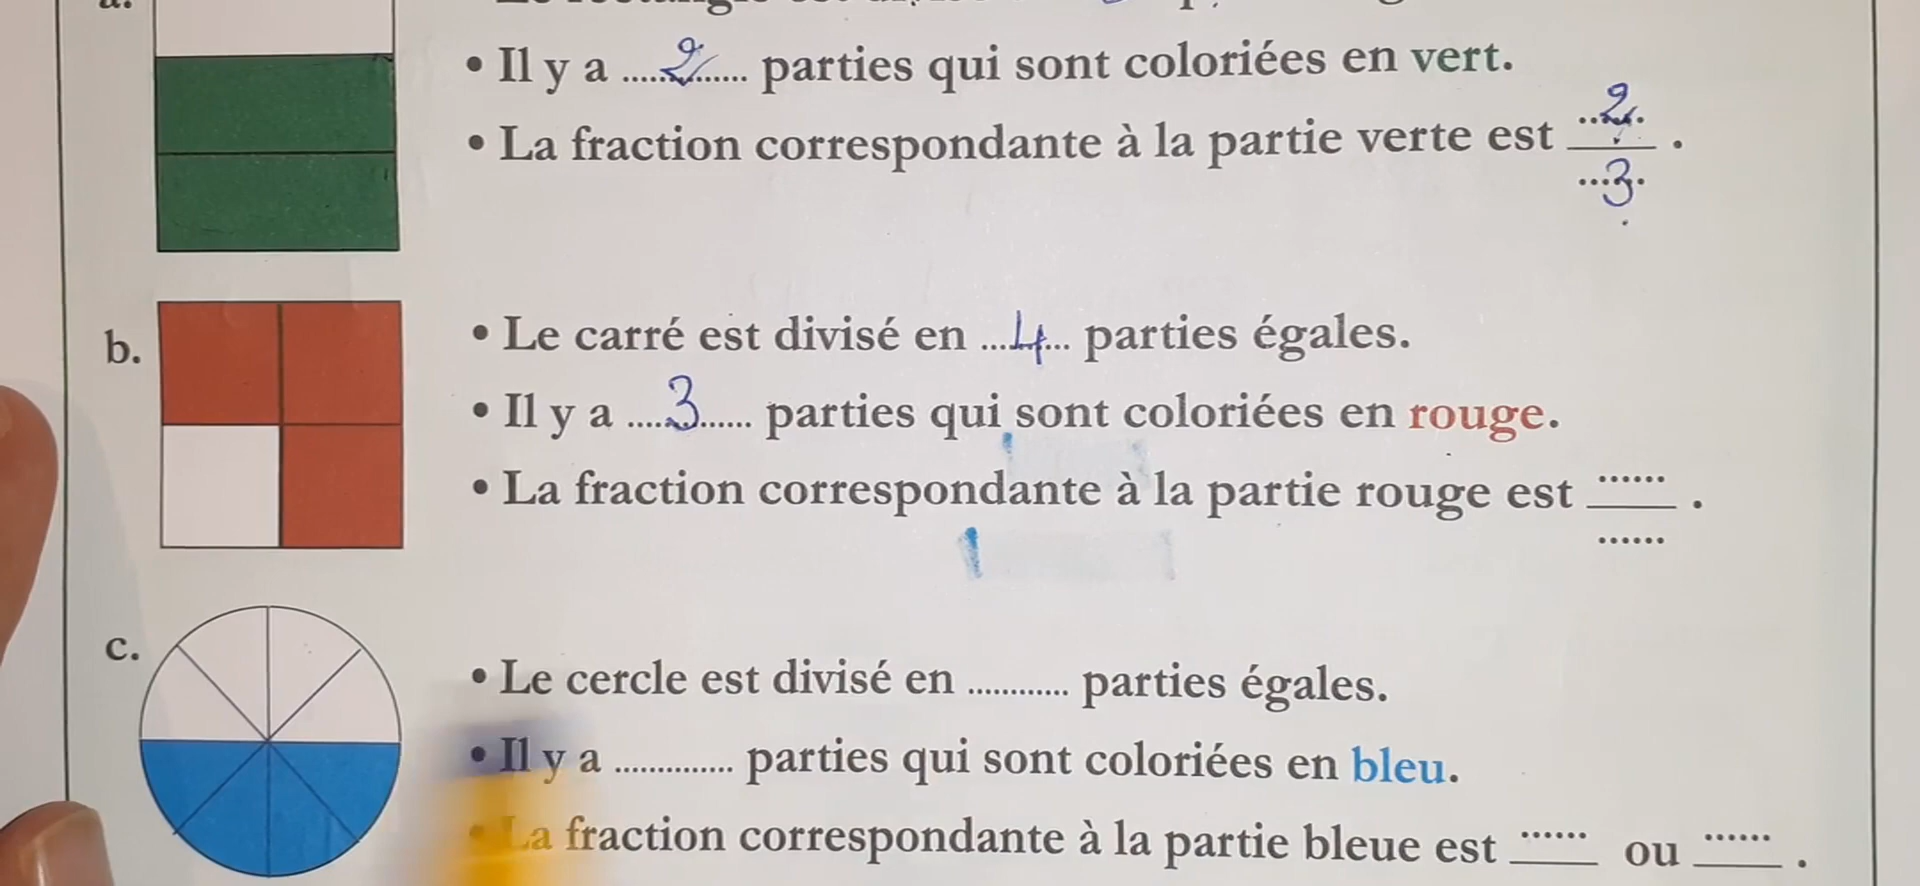 a.
• Il y a ....2.... parties qui sont coloriées en vert.
• La fraction correspondante à la partie verte est 2/3 .
b.
• Le carré est divisé en ...4... parties égales.
• Il y a ....3...... parties qui sont coloriées en rouge.
• La fraction correspondante à la partie rouge est ....../...... .
c.
• Le cercle est divisé en ............ parties égales.
• Il y a .............. parties qui sont coloriées en bleu.
• La fraction correspondante à la partie bleue est ...... ou ...... .